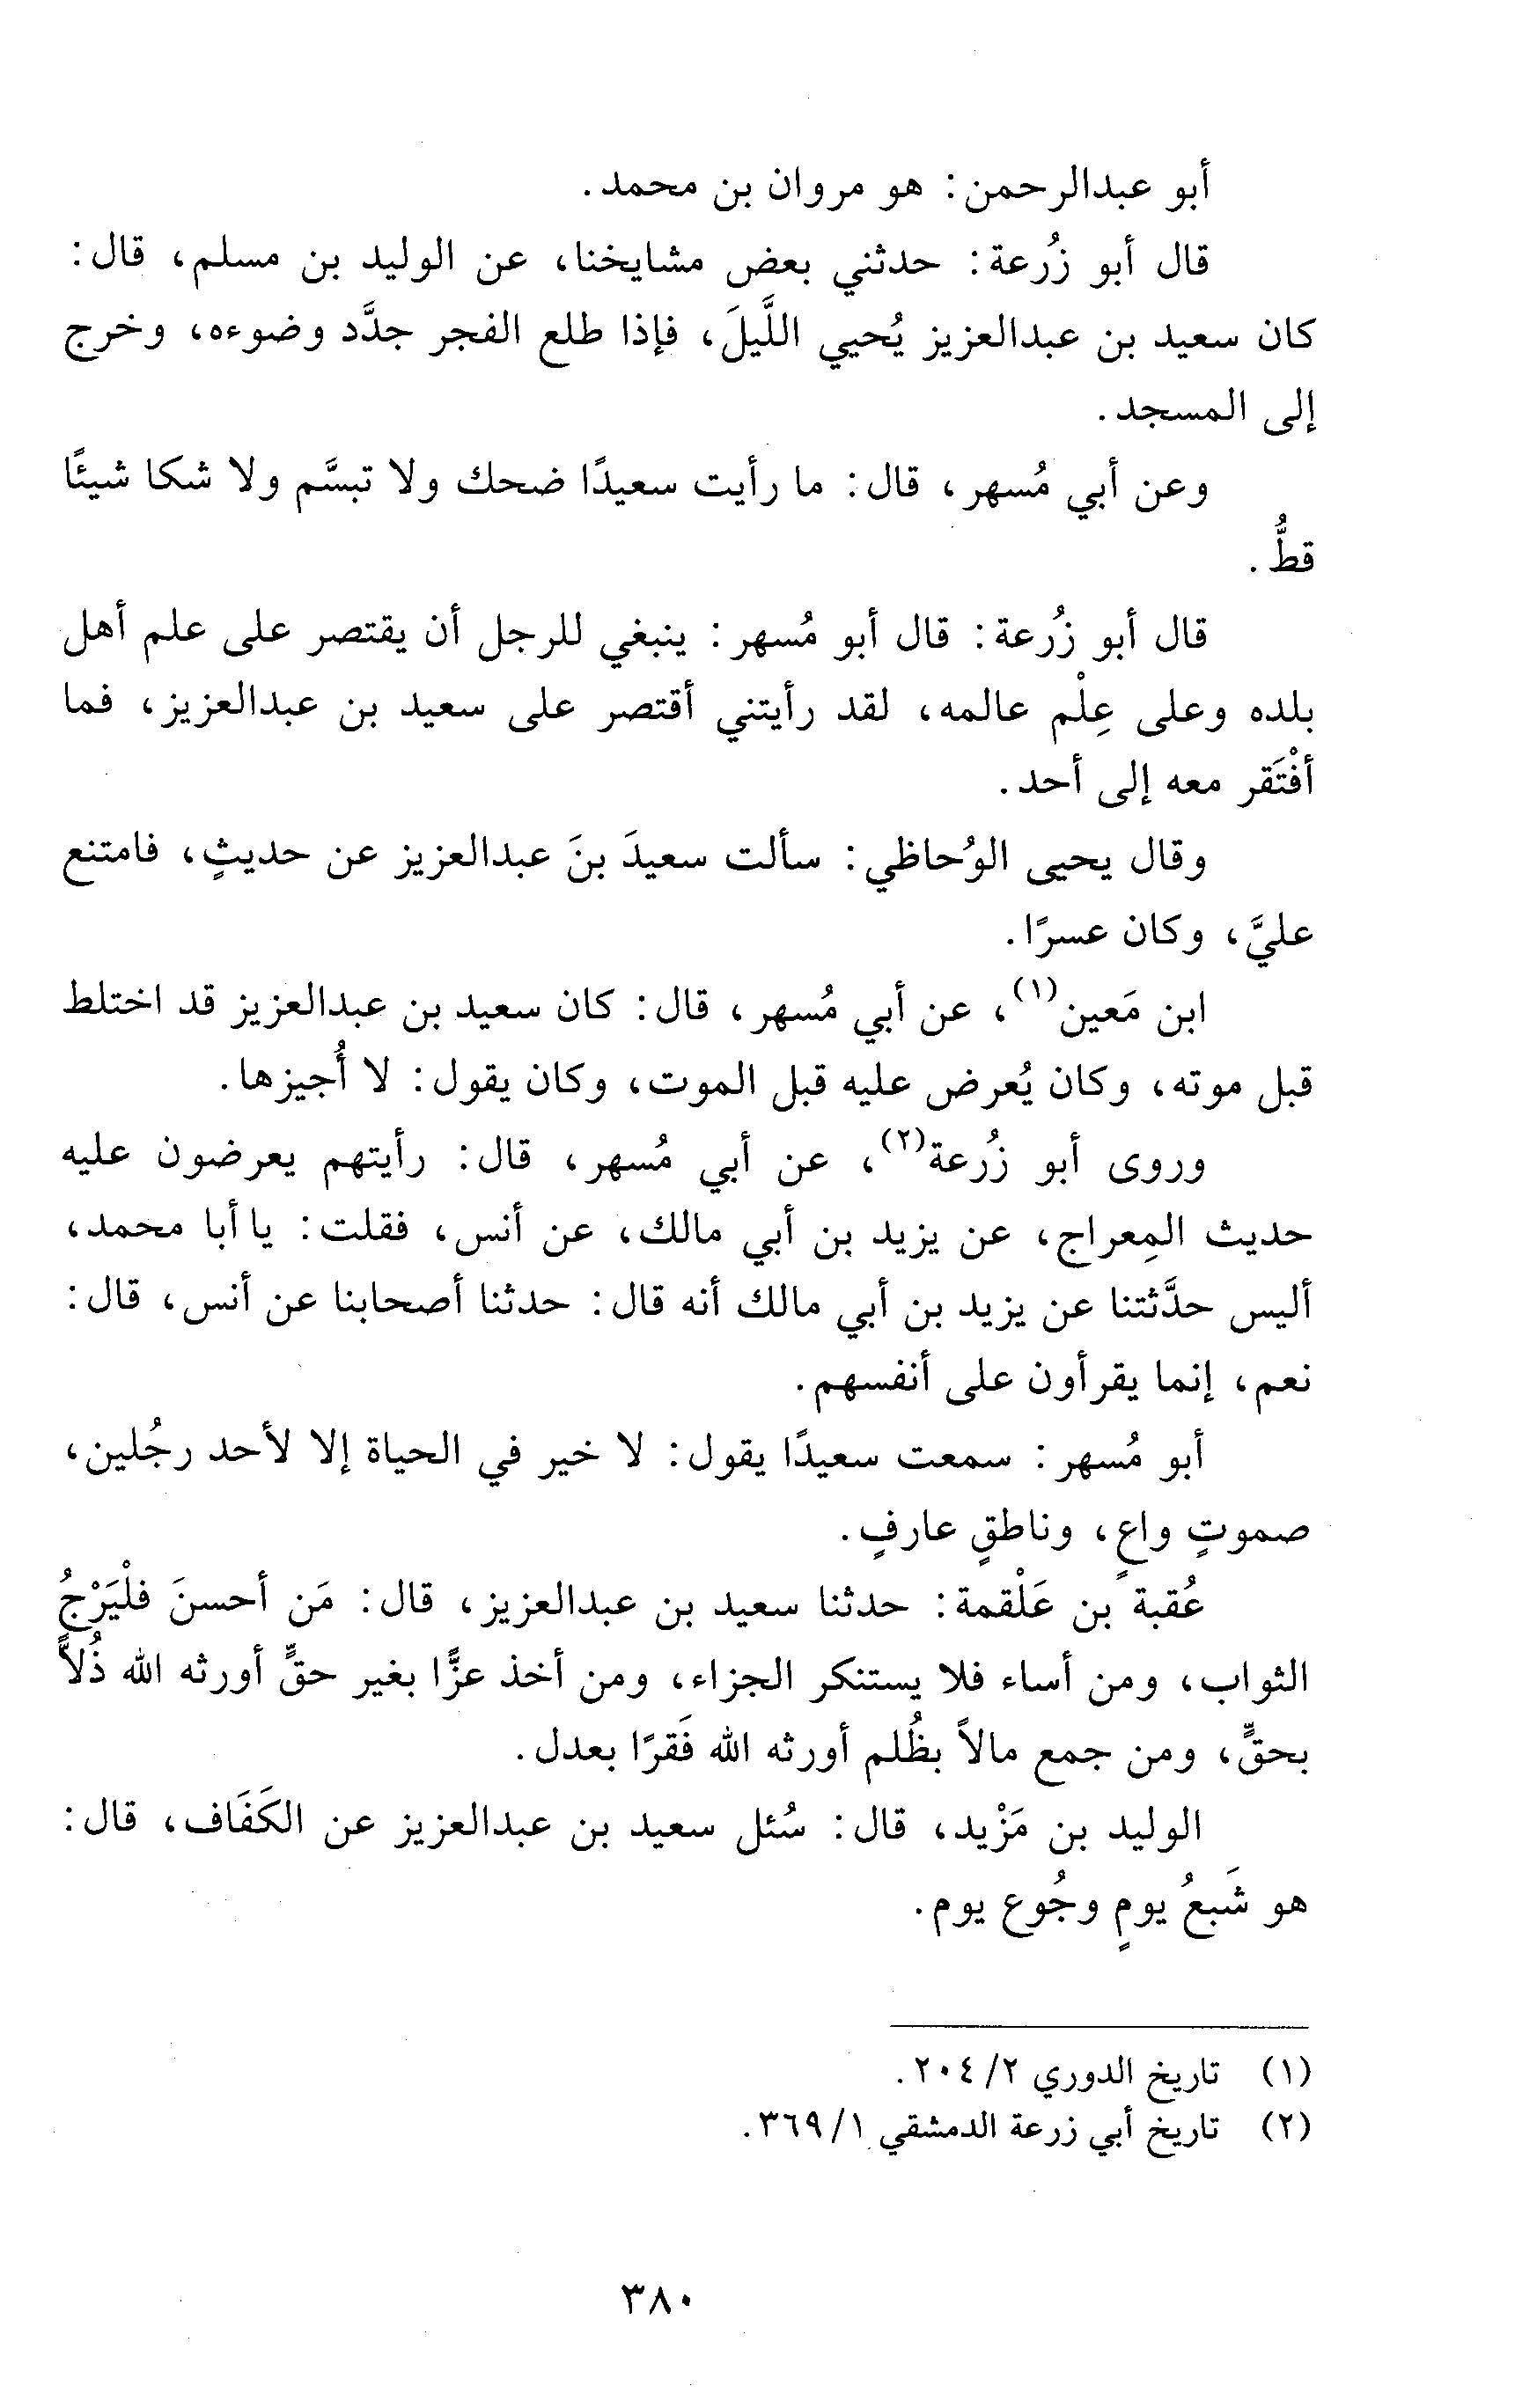 أبو عبدالرحمن: هو مروان بن محمد.
قال أبو زُرعة: حدثني بعض مشايخنا، عن الوليد بن مسلم، قال:
كان سعيد بن عبدالعزيز يُحيي اللَّيلَ، فإذا طلع الفجر جدَّد وضوءه، وخرج
إلى المسجد.
وعن أبي مُسهر، قال: ما رأيت سعيدًا ضحك ولا تبسَّم ولا شكا شيئًا
قطُّ.
قال أبو زُرعة: قال أبو مُسهر: ينبغي للرجل أن يقتصر على علم أهل
بلده وعلى عِلْم عالمه، لقد رأيتني أقتصر على سعيد بن عبدالعزيز، فما
أفْتَقر معه إلى أحد.
وقال يحيى الوُحاظي: سألت سعيدَ بنَ عبدالعزيز عن حديثٍ، فامتنع
عليَّ، وكان عسرًا.
ابن مَعين(١)، عن أبي مُسهر، قال: كان سعيد بن عبدالعزيز قد اختلط
قبل موته، وكان يُعرض عليه قبل الموت، وكان يقول: لا أُجيزها.
وروى أبو زُرعة(٢)، عن أبي مُسهر، قال: رأيتهم يعرضون عليه
حديث المِعراج، عن يزيد بن أبي مالك، عن أنس، فقلت: يا أبا محمد،
أليس حدَّثتنا عن يزيد بن أبي مالك أنه قال: حدثنا أصحابنا عن أنس، قال:
نعم، إنما يقرأون على أنفسهم.
أبو مُسهر: سمعت سعيدًا يقول: لا خير في الحياة إلا لأحد رجُلين،
صموتٍ واعٍ، وناطقٍ عارفٍ.
عُقبة بن عَلْقمة: حدثنا سعيد بن عبدالعزيز، قال: مَن أحسنَ فلْيَرْجُ
الثواب، ومن أساء فلا يستنكر الجزاء، ومن أخذ عزًّا بغير حقٍّ أورثه الله ذُلاًّ
بحقٍّ، ومن جمع مالاً بظُلم أورثه الله فَقرًا بعدل.
الوليد بن مَزْيد، قال: سُئل سعيد بن عبدالعزيز عن الكَفَاف، قال:
هو شَبعُ يومٍ وجُوع يوم.
(١) تاريخ الدوري ٢/ ٢٠٤.
(٢) تاريخ أبي زرعة الدمشقي ١/ ٣٦٩.
٣٨٠